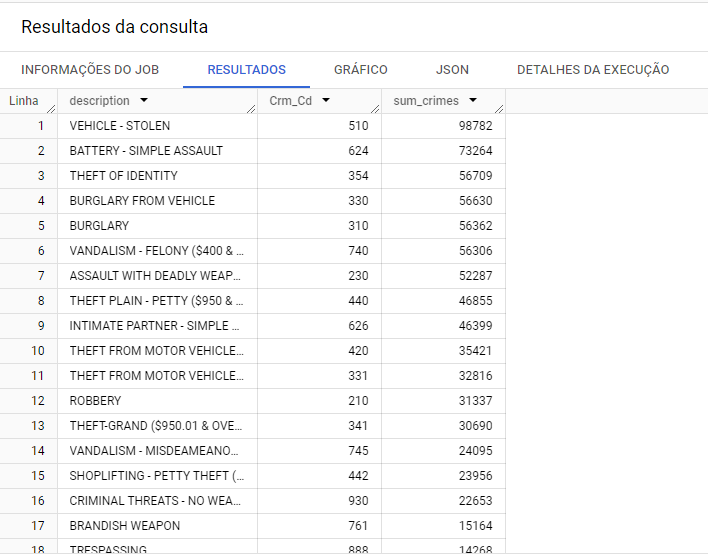 Resultados da consulta
INFORMAÇÕES DO JOB RESULTADOS GRÁFICO JSON DETALHES DA EXECUÇÃO
Linha description Crm_Cd sum_crimes
1 VEHICLE - STOLEN 510 98782
2 BATTERY - SIMPLE ASSAULT 624 73264
3 THEFT OF IDENTITY 354 56709
4 BURGLARY FROM VEHICLE 330 56630
5 BURGLARY 310 56362
6 VANDALISM - FELONY ($400 & ... 740 56306
7 ASSAULT WITH DEADLY WEAP... 230 52287
8 THEFT PLAIN - PETTY ($950 & ... 440 46855
9 INTIMATE PARTNER - SIMPLE ... 626 46399
10 THEFT FROM MOTOR VEHICLE... 420 35421
11 THEFT FROM MOTOR VEHICLE... 331 32816
12 ROBBERY 210 31337
13 THEFT-GRAND ($950.01 & OVE... 341 30690
14 VANDALISM - MISDEAMEANO... 745 24095
15 SHOPLIFTING - PETTY THEFT (... 442 23956
16 CRIMINAL THREATS - NO WEA... 930 22653
17 BRANDISH WEAPON 761 15164
18 TRESPASSING 888 14268